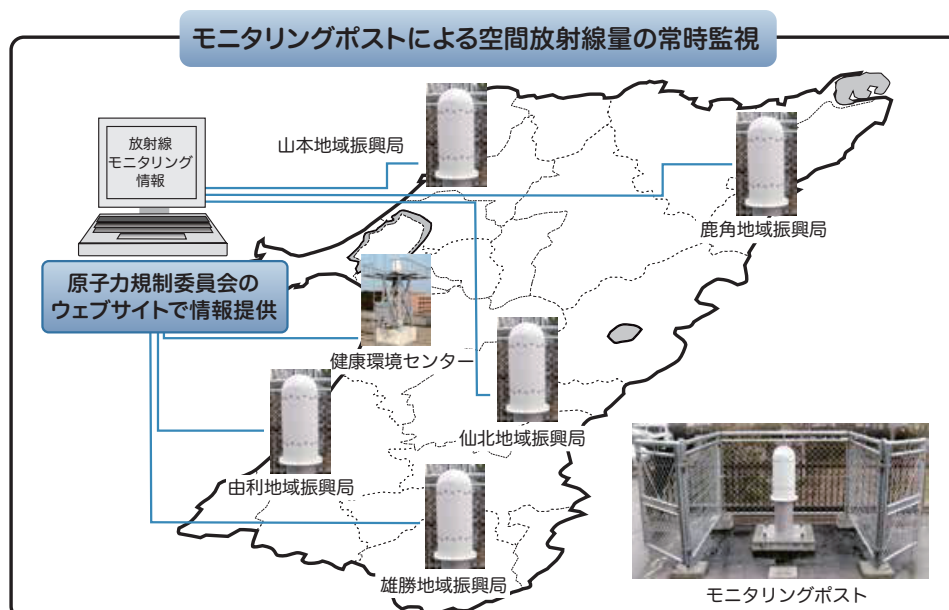 モニタリングポストによる空間放射線量の常時監視
放射線
モニタリング
情報
山本地域振興局
鹿角地域振興局
原子力規制委員会の
ウェブサイトで情報提供
健康環境センター
仙北地域振興局
由利地域振興局
雄勝地域振興局
モニタリングポスト